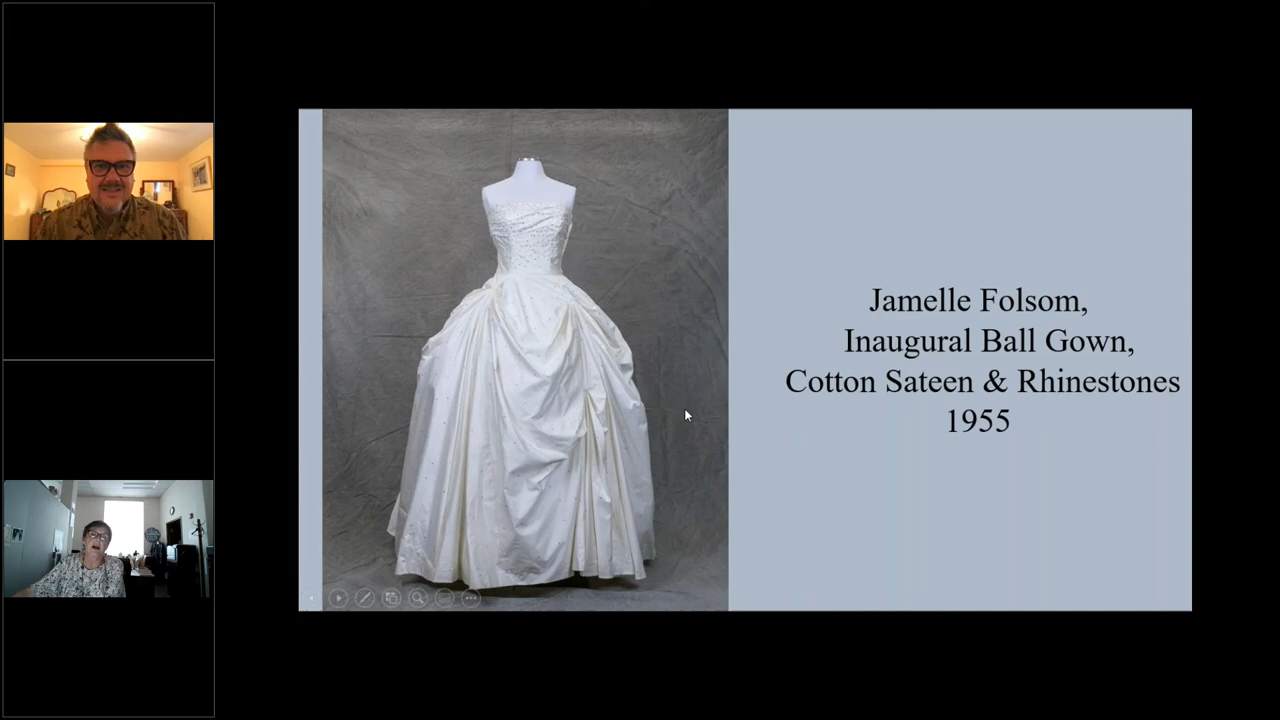 Jamelle Folsom,
Inaugural Ball Gown,
Cotton Sateen & Rhinestones
1955